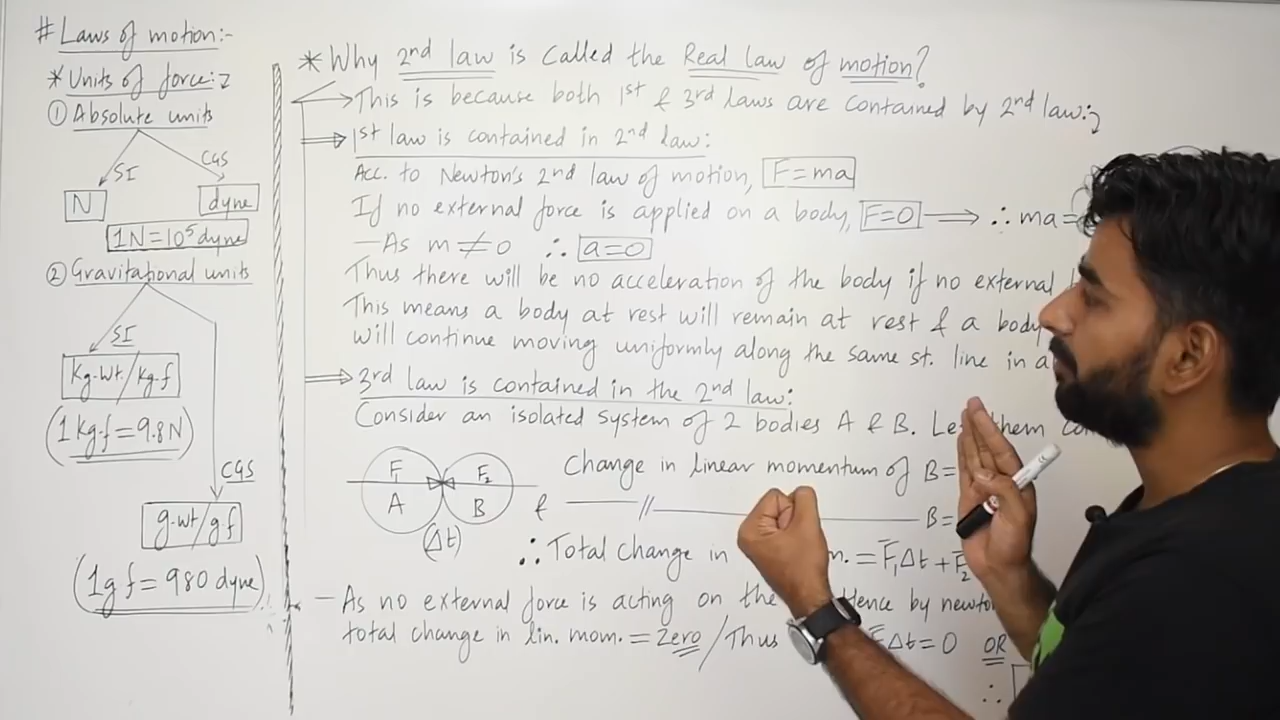 # Laws of motion:-
* Units of force:
① Absolute units
SI
CGS
N
dyne
1N = 10⁵ dyne
② Gravitational units
SI
Kg-wt/kg.f
(1 Kg.f = 9.8N)
CGS
g-wt/gf
(1g f = 980 dyne)
* Why 2nd law is called the Real law of motion?
This is because both 1st & 3rd laws are contained by 2nd law:
1st law is contained in 2nd law:
Acc. to Newton's 2nd law of motion, F=ma
If no external force is applied on a body, F=0 → ∴ ma=
– As m ≠ 0 ∴ a=0
Thus there will be no acceleration of the body if no external
This means a body at rest will remain at rest & a body
will continue moving uniformly along the same st. line in a
3rd law is contained in the 2nd law:
Consider an isolated system of 2 bodies A & B. Let them
F₁ F₂
A B
(Δt)
Change in linear momentum of B=
& —//— B=
∴ Total change in m. = F̄₁Δt + F̄₂
– As no external force is acting on the Hence by newto
total change in lin. mom. = Zero / Thus F̄Δt = 0 OR
∴